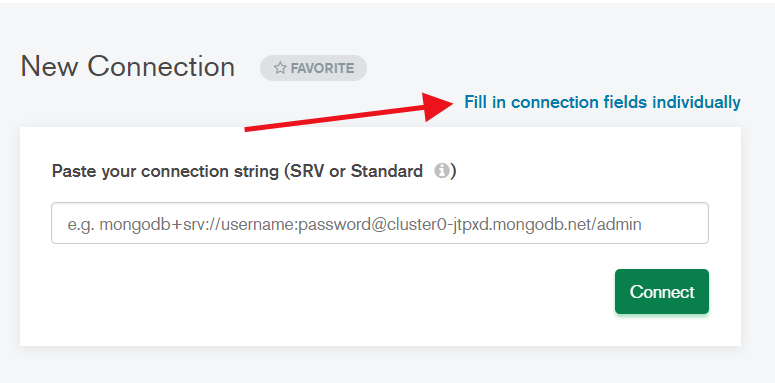 New Connection
FAVORITE
Fill in connection fields individually
Paste your connection string (SRV or Standard )
e.g. mongodb+srv://username:password@cluster0-jtpxd.mongodb.net/admin
Connect